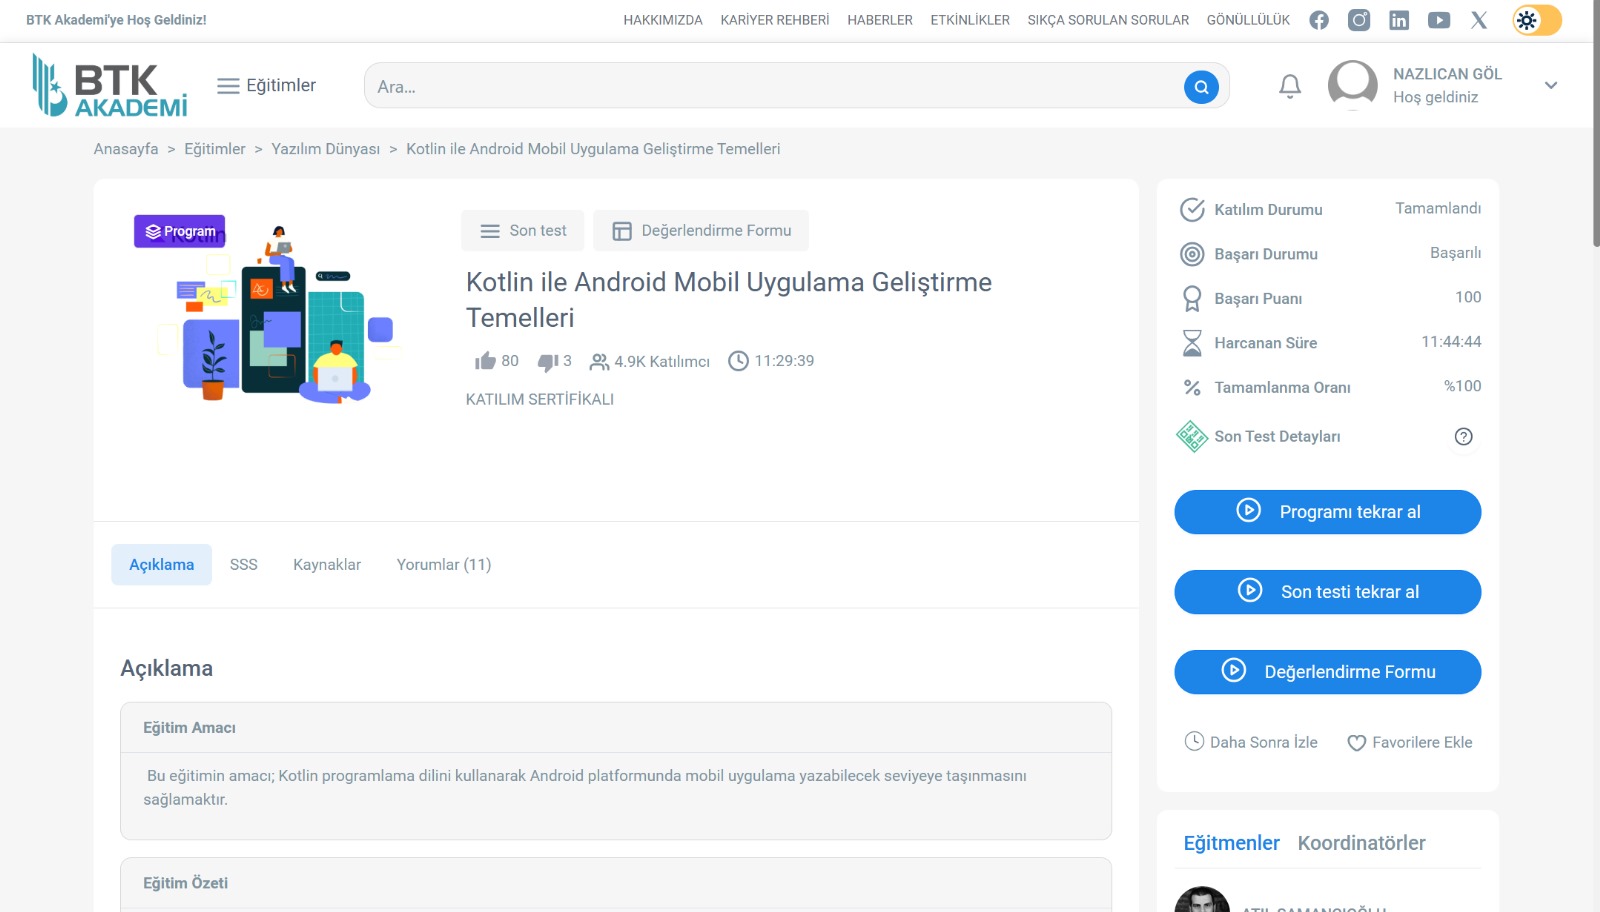 BTK Akademi'ye Hoş Geldiniz!
HAKKIMIZDA KARİYER REHBERİ HABERLER ETKİNLİKLER SIKÇA SORULAN SORULAR GÖNÜLLÜLÜK
BTK
AKADEMİ
Eğitimler
Ara...
NAZLICAN GÖL
Hoş geldiniz
Anasayfa > Eğitimler > Yazılım Dünyası > Kotlin ile Android Mobil Uygulama Geliştirme Temelleri
Program
Kotlin
Son test
Değerlendirme Formu
Kotlin ile Android Mobil Uygulama Geliştirme
Temelleri
80 3 4.9K Katılımcı 11:29:39
KATILIM SERTİFİKALI
Açıklama SSS Kaynaklar Yorumlar (11)
Açıklama
Eğitim Amacı
Bu eğitimin amacı; Kotlin programlama dilini kullanarak Android platformunda mobil uygulama yazabilecek seviyeye taşınmasını
sağlamaktır.
Eğitim Özeti
Katılım Durumu Tamamlandı
Başarı Durumu Başarılı
Başarı Puanı 100
Harcanan Süre 11:44:44
Tamamlanma Oranı %100
Son Test Detayları
Programı tekrar al
Son testi tekrar al
Değerlendirme Formu
Daha Sonra İzle Favorilere Ekle
Eğitmenler Koordinatörler
ATIL SAMANCIOĞLU